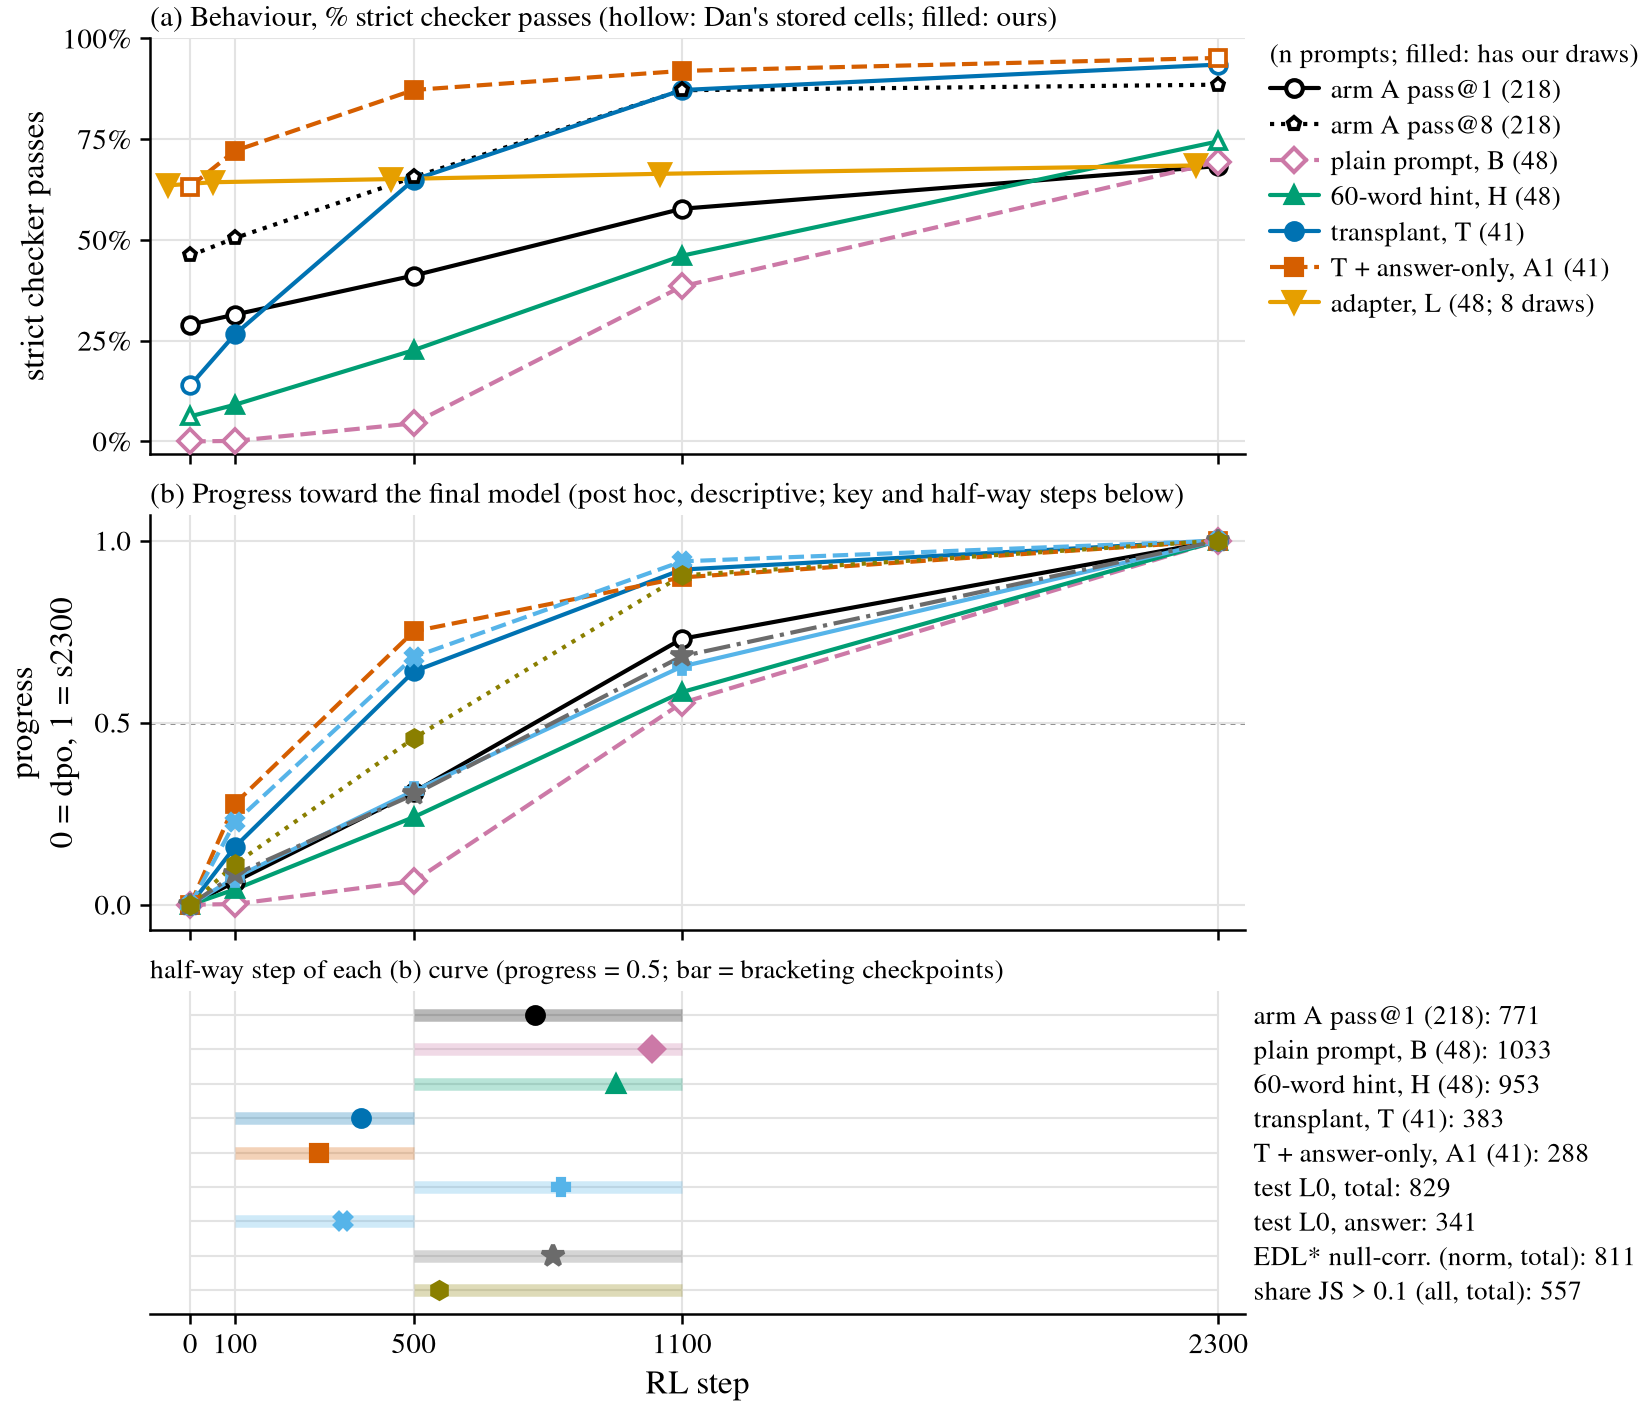 (a) Behaviour, % strict checker passes (hollow: Dan's stored cells; filled: ours)
strict checker passes
100%
75%
50%
25%
0%
(n prompts; filled: has our draws)
arm A pass@1 (218)
arm A pass@8 (218)
plain prompt, B (48)
60-word hint, H (48)
transplant, T (41)
T + answer-only, A1 (41)
adapter, L (48; 8 draws)
(b) Progress toward the final model (post hoc, descriptive; key and half-way steps below)
progress
0 = dpo, 1 = s2300
1.0
0.5
0.0
half-way step of each (b) curve (progress = 0.5; bar = bracketing checkpoints)
arm A pass@1 (218): 771
plain prompt, B (48): 1033
60-word hint, H (48): 953
transplant, T (41): 383
T + answer-only, A1 (41): 288
test L0, total: 829
test L0, answer: 341
EDL* null-corr. (norm, total): 811
share JS > 0.1 (all, total): 557
0 100 500 1100 2300
RL step